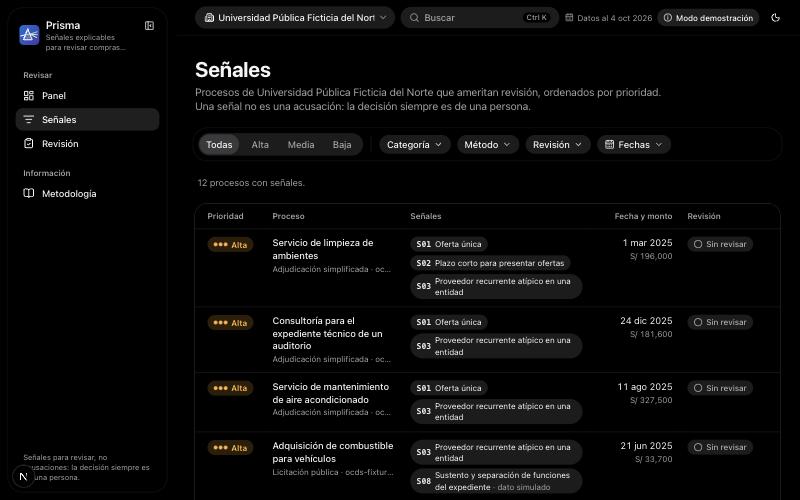 Prisma
Señales explicables
para revisar compras...
Revisar
Panel
Señales
Revisión
Información
Metodología
Señales para revisar, no
usaciones: la decisión siempre es
una persona.
N
Universidad Pública Ficticia del Nort
Buscar
Ctrl K
Datos al 4 oct 2026
Modo demostración
Señales
Procesos de Universidad Pública Ficticia del Norte que ameritan revisión, ordenados por prioridad.
Una señal no es una acusación: la decisión siempre es de una persona.
Todas
Alta
Media
Baja
Categoría
Método
Revisión
Fechas
12 procesos con señales.
Prioridad
Proceso
Señales
Fecha y monto
Revisión
Alta
Servicio de limpieza de
ambientes
Adjudicación simplificada · oc...
S01 Oferta única
S02 Plazo corto para presentar ofertas
S03 Proveedor recurrente atípico en una
entidad
1 mar 2025
S/ 196,000
Sin revisar
Alta
Consultoría para el
expediente técnico de un
auditorio
Adjudicación simplificada · oc...
S01 Oferta única
S03 Proveedor recurrente atípico en una
entidad
24 dic 2025
S/ 181,600
Sin revisar
Alta
Servicio de mantenimiento
de aire acondicionado
Adjudicación simplificada · oc...
S01 Oferta única
S03 Proveedor recurrente atípico en una
entidad
11 ago 2025
S/ 327,500
Sin revisar
Alta
Adquisición de combustible
para vehículos
Licitación pública · ocds-fixtur...
S03 Proveedor recurrente atípico en una
entidad
S08 Sustento y separación de funciones
del expediente · dato simulado
21 jun 2025
S/ 33,700
Sin revisar